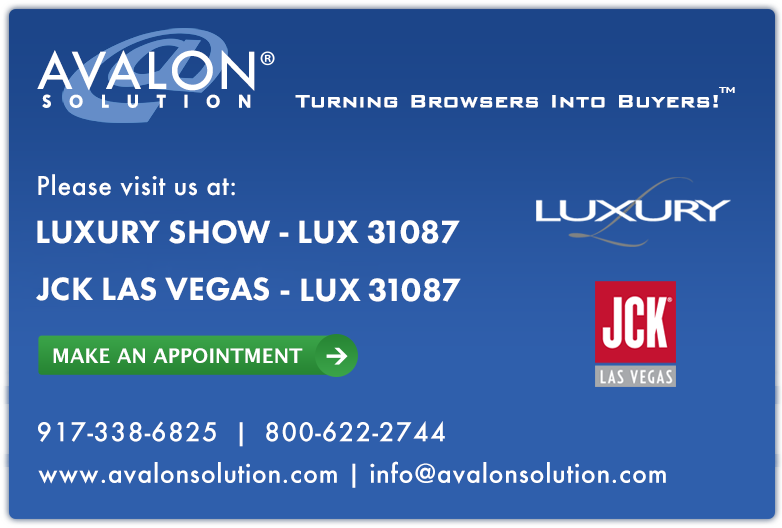 AVALON®
SOLUTION
TURNING BROWSERS INTO BUYERS!™
Please visit us at:
LUXURY SHOW - LUX 31087
LUXURY
JCK LAS VEGAS - LUX 31087
JCK®
LAS VEGAS
MAKE AN APPOINTMENT
917-338-6825 | 800-622-2744
www.avalonsolution.com | info@avalonsolution.com